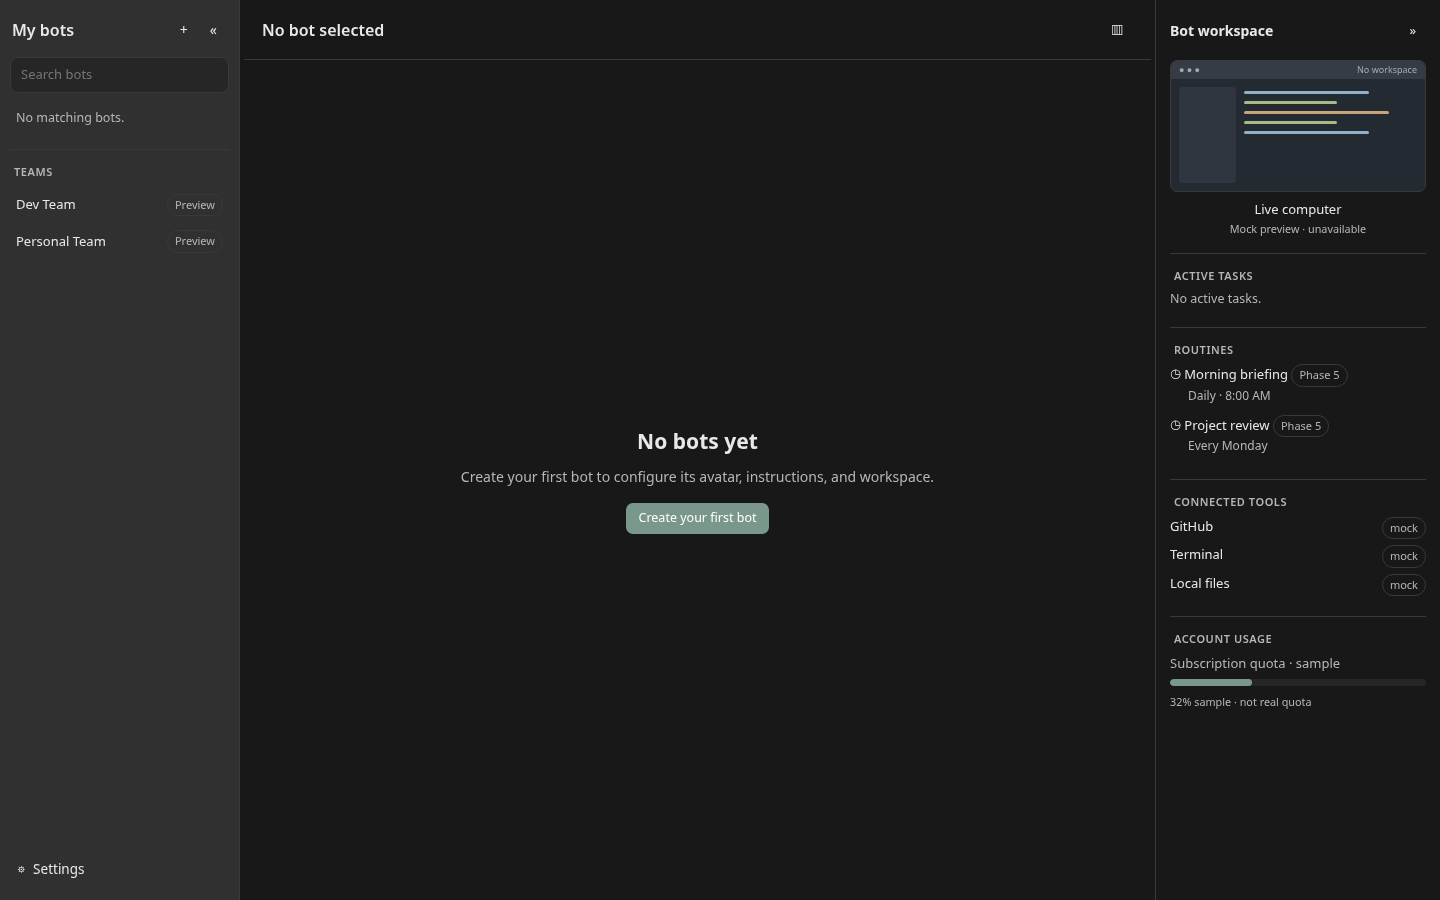 My bots
+
«
Search bots
No matching bots.
TEAMS
Dev Team
Preview
Personal Team
Preview
Settings
No bot selected
No bots yet
Create your first bot to configure its avatar, instructions, and workspace.
Create your first bot
Bot workspace
»
No workspace
Live computer
Mock preview · unavailable
ACTIVE TASKS
No active tasks.
ROUTINES
Morning briefing Phase 5
Daily · 8:00 AM
Project review Phase 5
Every Monday
CONNECTED TOOLS
GitHub
mock
Terminal
mock
Local files
mock
ACCOUNT USAGE
Subscription quota · sample
32% sample · not real quota